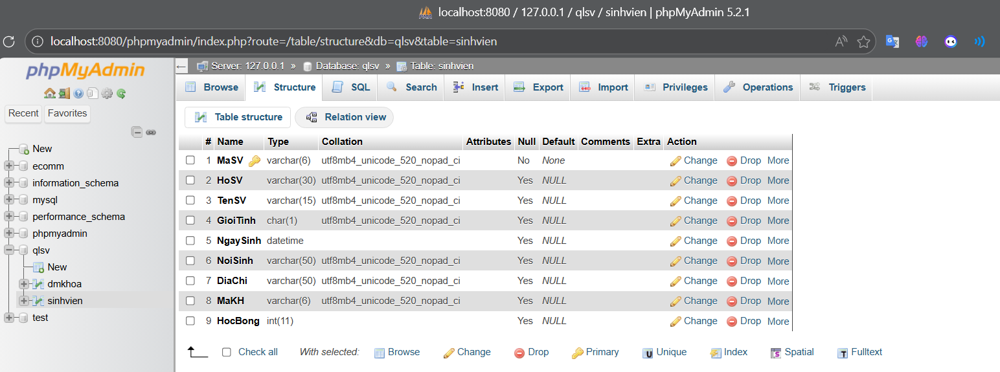 localhost:8080 / 127.0.0.1 / qlsv / sinhvien | phpMyAdmin 5.2.1
localhost:8080/phpmyadmin/index.php?route=/table/structure&db=qlsv&table=sinhvien
phpMyAdmin
Recent Favorites
New
ecomm
information_schema
mysql
performance_schema
phpmyadmin
qlsv
New
dmkhoa
sinhvien
test
Server: 127.0.0.1 » Database: qlsv » Table: sinhvien
Browse Structure SQL Search Insert Export Import Privileges Operations Triggers
Table structure Relation view
# Name Type Collation Attributes Null Default Comments Extra Action
1 MaSV varchar(6) utf8mb4_unicode_520_nopad_ci No None Change Drop More
2 HoSV varchar(30) utf8mb4_unicode_520_nopad_ci Yes NULL Change Drop More
3 TenSV varchar(15) utf8mb4_unicode_520_nopad_ci Yes NULL Change Drop More
4 GioiTinh char(1) utf8mb4_unicode_520_nopad_ci Yes NULL Change Drop More
5 NgaySinh datetime Yes NULL Change Drop More
6 NoiSinh varchar(50) utf8mb4_unicode_520_nopad_ci Yes NULL Change Drop More
7 DiaChi varchar(50) utf8mb4_unicode_520_nopad_ci Yes NULL Change Drop More
8 MaKH varchar(6) utf8mb4_unicode_520_nopad_ci Yes NULL Change Drop More
9 HocBong int(11) Yes NULL Change Drop More
Check all With selected: Browse Change Drop Primary Unique Index Spatial Fulltext